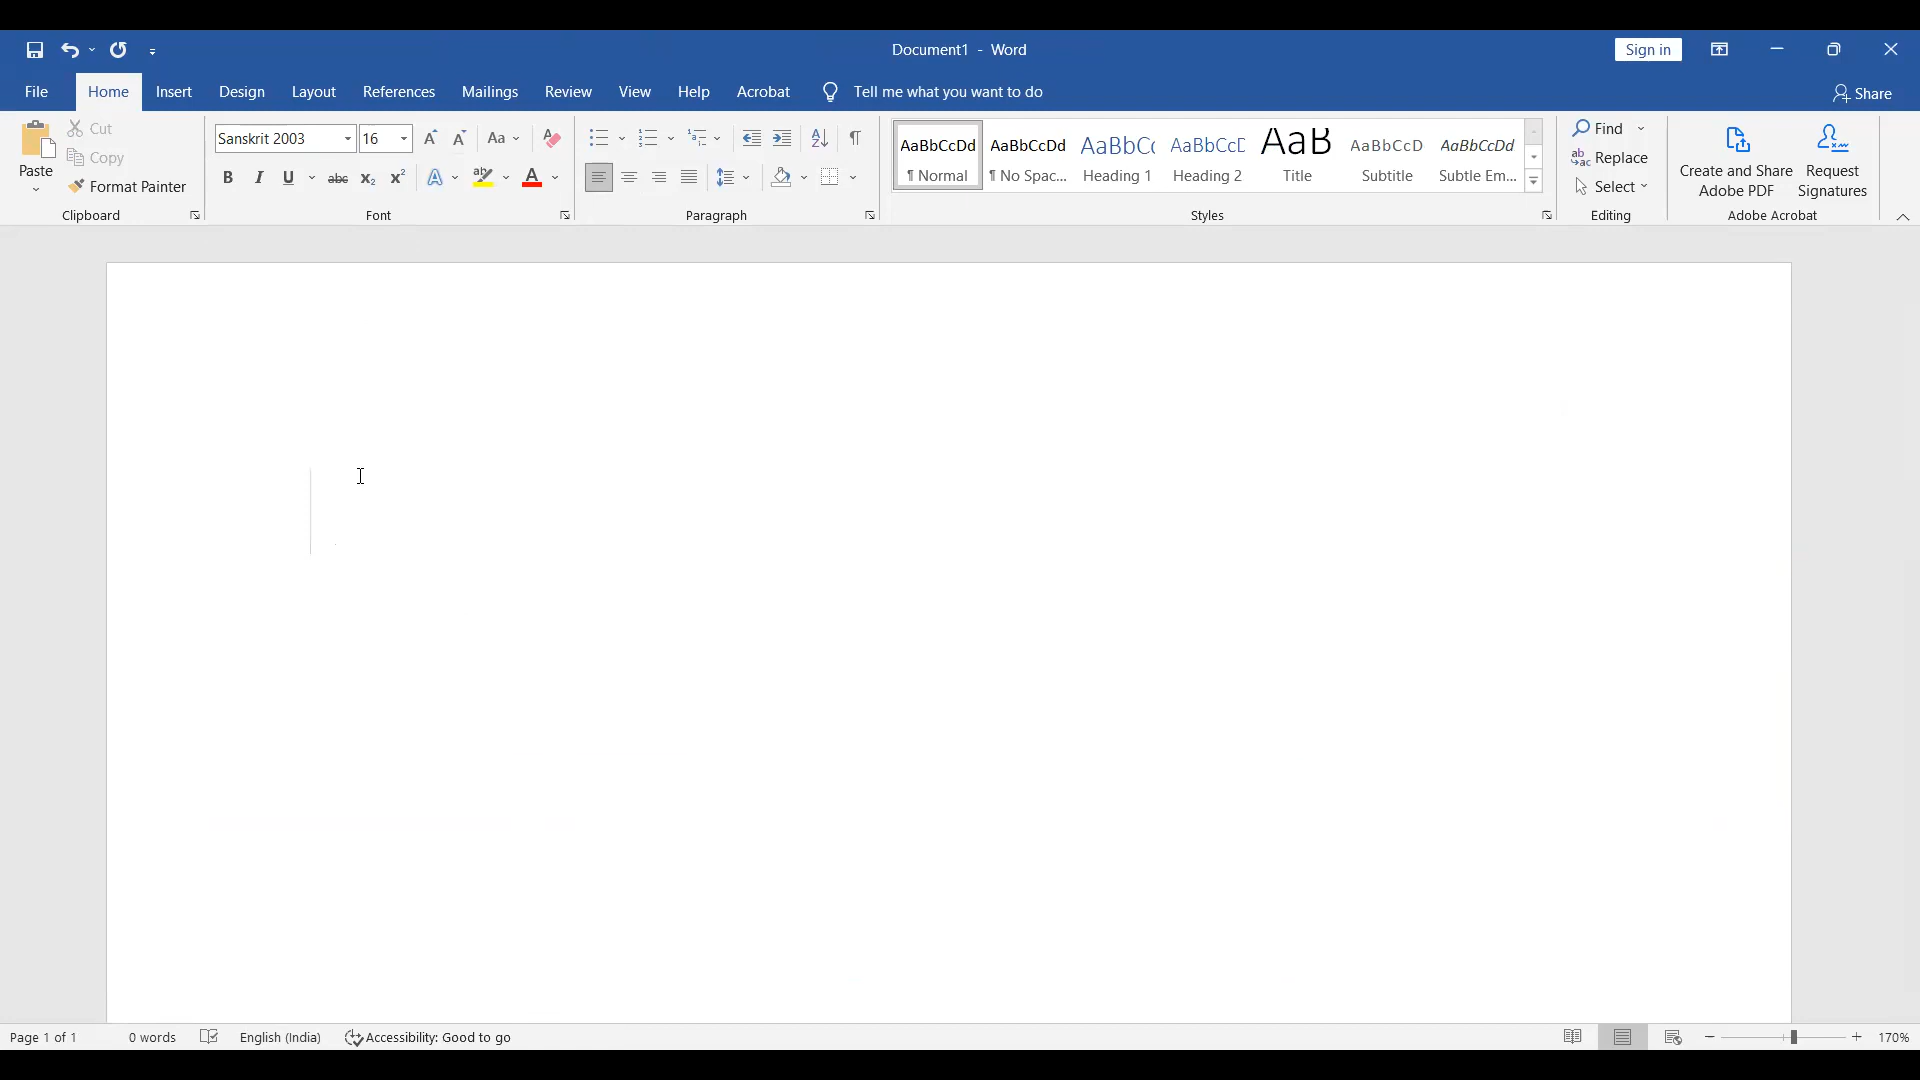 Document1 - Word
Sign in
File Home Insert Design Layout References Mailings Review View Help Acrobat Tell me what you want to do Share
Paste
Cut
Copy
Format Painter
Clipboard
Sanskrit 2003 16
Font
Paragraph
AaBbCcDd AaBbCcDd AaBbCc AaBbCcD AaB AaBbCcD AaBbCcDd
¶ Normal ¶ No Spac... Heading 1 Heading 2 Title Subtitle Subtle Em...
Styles
Find
Replace
Select
Editing
Create and Share
Adobe PDF
Request
Signatures
Adobe Acrobat
Page 1 of 1 0 words English (India) Accessibility: Good to go 170%